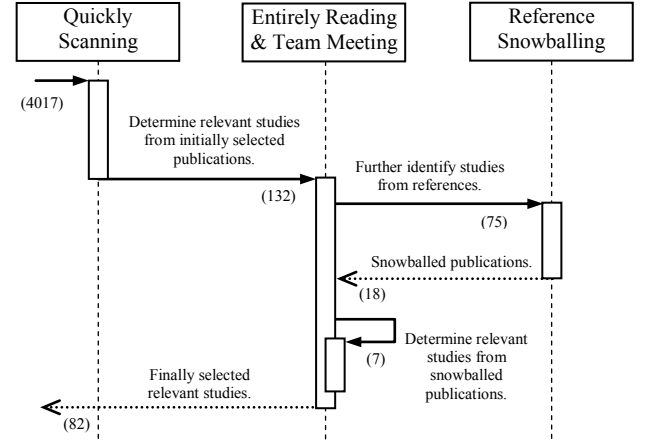 Quickly
Scanning
Entirely Reading
& Team Meeting
Reference
Snowballing
(4017)
Determine relevant studies
from initially selected
publications.
(132)
Further identify studies
from references.
(75)
Snowballed publications.
(18)
(7)
Determine relevant
studies from
snowballed
publications.
Finally selected
relevant studies.
(82)